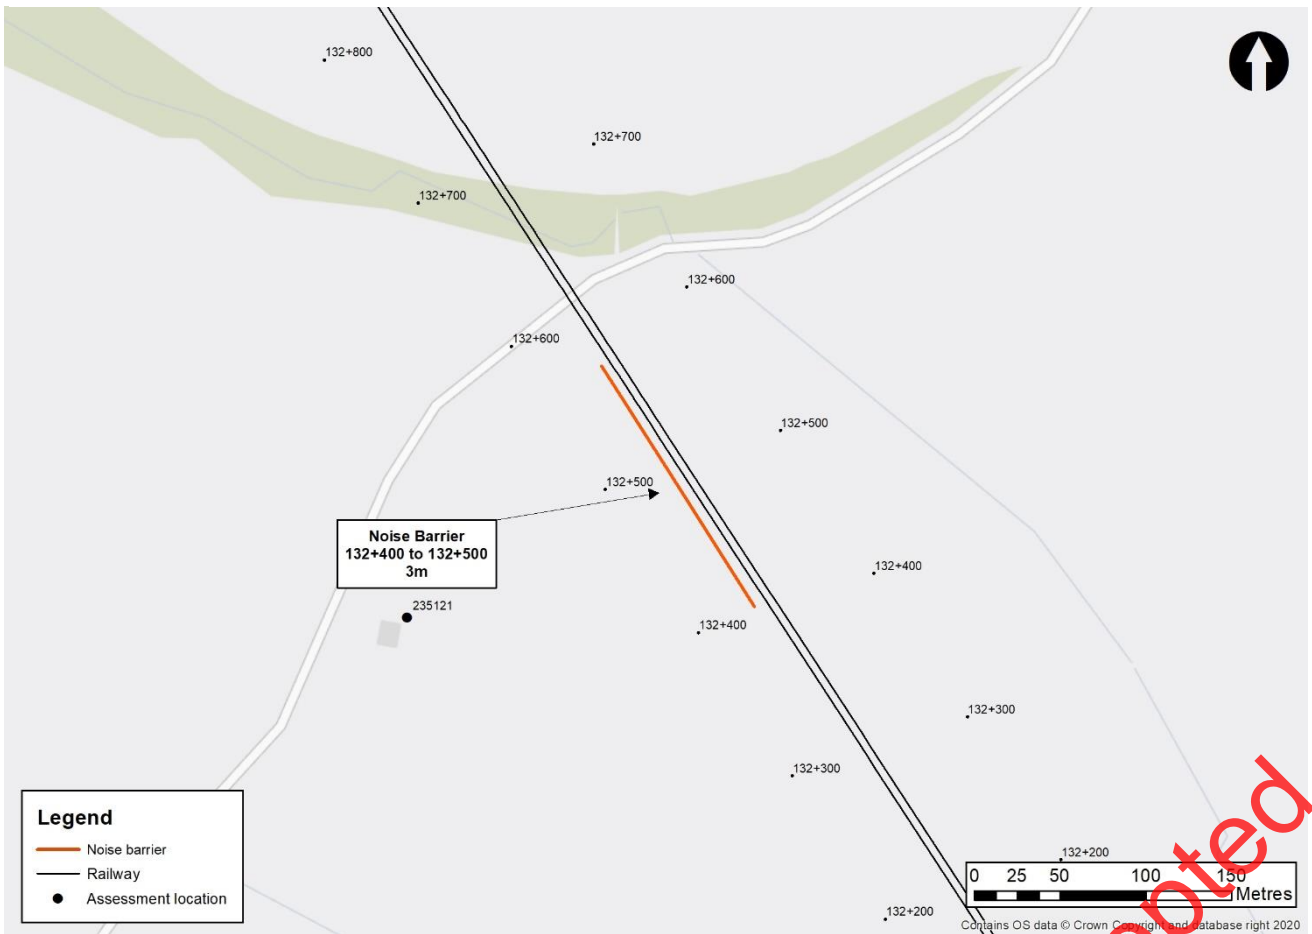 132+800
132+700
132+700
132+600
132+600
132+500
132+500
Noise Barrier
132+400 to 132+500
3m
132+400
235121
132+400
132+300
132+300
Legend
Noise barrier
Railway
Assessment location
132+200
0 25 50 100 150
Metres
132+200
Contains OS data © Crown Copyright and database right 2020